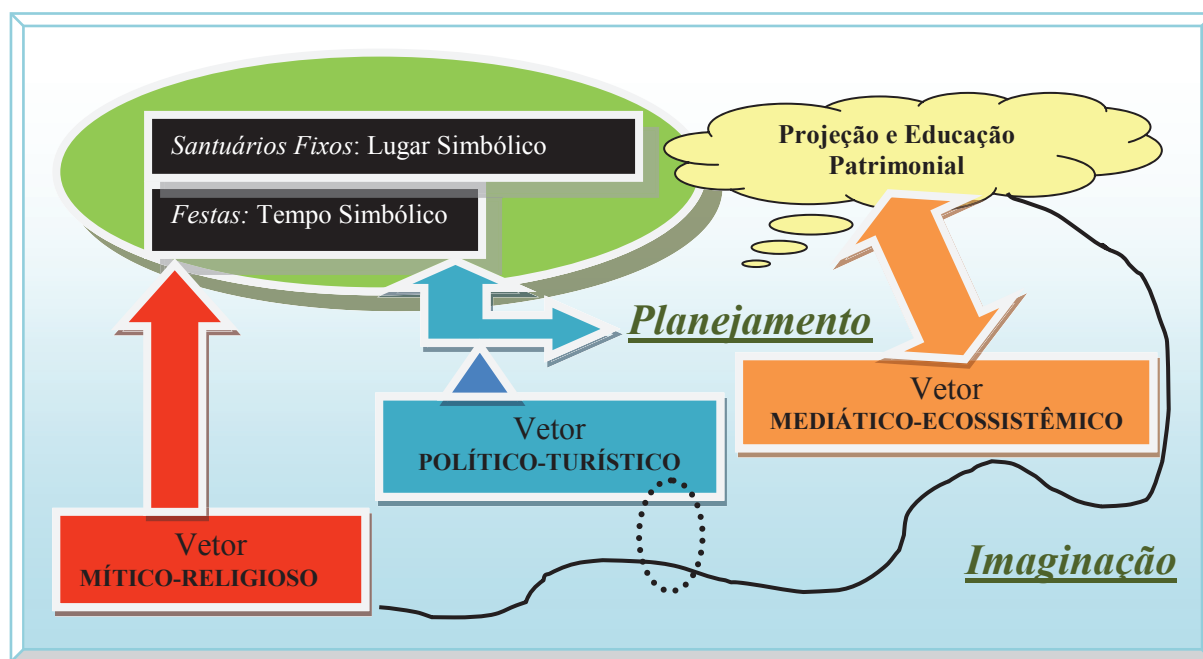 Santuários Fixos: Lugar Simbólico
Festas: Tempo Simbólico
Projeção e Educação
Patrimonial
Planejamento
Vetor
MEDIÁTICO-ECOSSISTÊMICO
Vetor
POLÍTICO-TURÍSTICO
Vetor
MÍTICO-RELIGIOSO
Imaginação